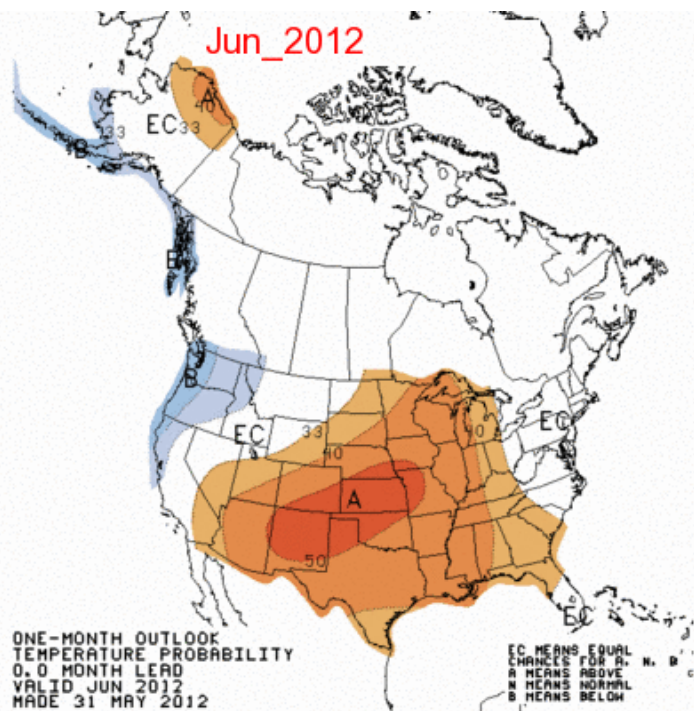 Jun_2012
A
40
EC
33
33
B
B
B
EC
33
40
40
EC
A
50
EC
ONE-MONTH OUTLOOK
TEMPERATURE PROBABILITY
0.0 MONTH LEAD
VALID JUN 2012
MADE 31 MAY 2012
EC MEANS EQUAL
CHANCES FOR A, N, B
A MEANS ABOVE
N MEANS NORMAL
B MEANS BELOW